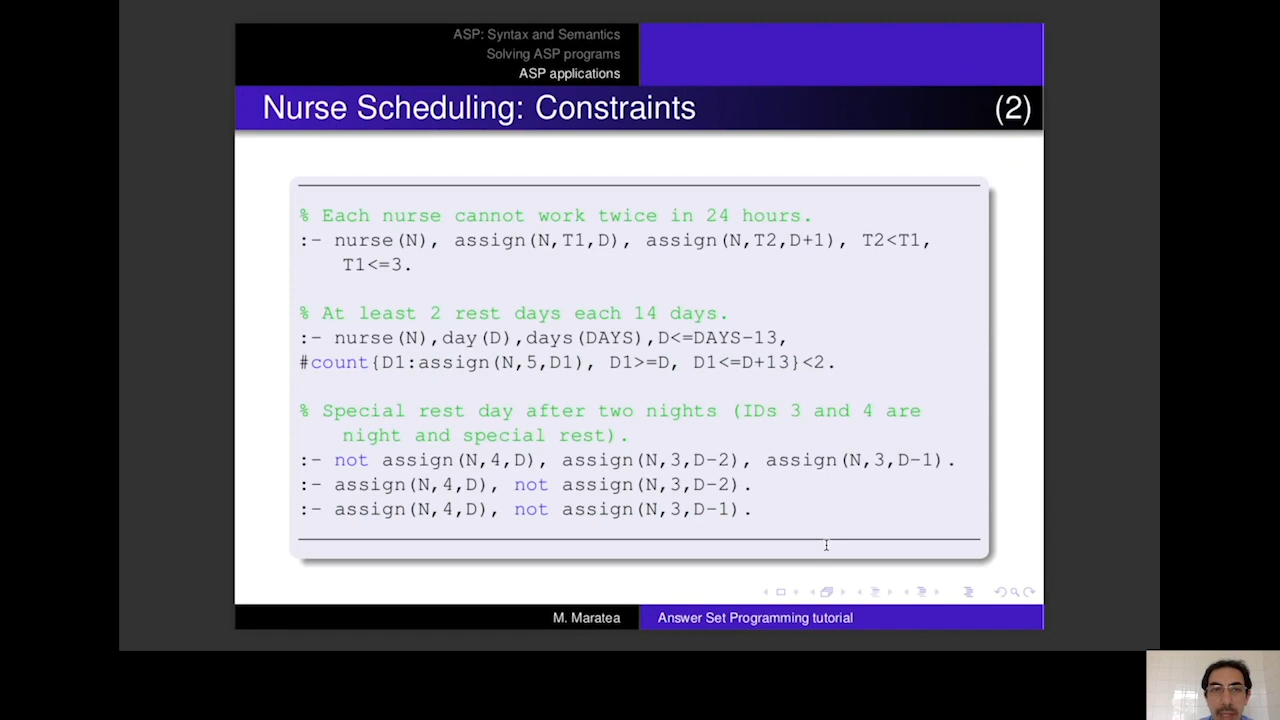 ASP: Syntax and Semantics
Solving ASP programs
ASP applications
Nurse Scheduling: Constraints (2)
% Each nurse cannot work twice in 24 hours.
:- nurse(N), assign(N,T1,D), assign(N,T2,D+1), T2<T1,
T1<=3.
% At least 2 rest days each 14 days.
:- nurse(N),day(D),days(DAYS),D<=DAYS-13,
#count{D1:assign(N,5,D1), D1>=D, D1<=D+13}<2.
% Special rest day after two nights (IDs 3 and 4 are
night and special rest).
:- not assign(N,4,D), assign(N,3,D-2), assign(N,3,D-1).
:- assign(N,4,D), not assign(N,3,D-2).
:- assign(N,4,D), not assign(N,3,D-1).
M. Maratea Answer Set Programming tutorial